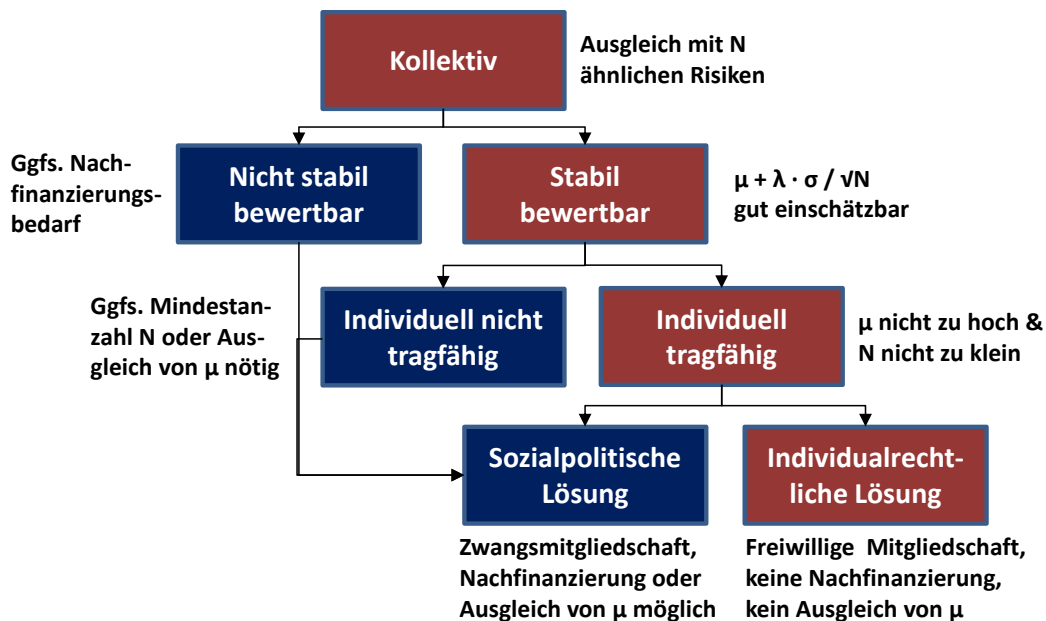 Kollektiv
Ausgleich mit N
ähnlichen Risiken
Ggfs. Nach-
finanzierungs-
bedarf
Nicht stabil
bewertbar
Stabil
bewertbar
μ + λ · σ / √N
gut einschätzbar
Ggfs. Mindestan-
zahl N oder Aus-
gleich von μ nötig
Individuell nicht
tragfähig
Individuell
tragfähig
μ nicht zu hoch &
N nicht zu klein
Sozialpolitische
Lösung
Individualrecht-
liche Lösung
Zwangsmitgliedschaft,
Nachfinanzierung oder
Ausgleich von μ möglich
Freiwillige Mitgliedschaft,
keine Nachfinanzierung,
kein Ausgleich von μ